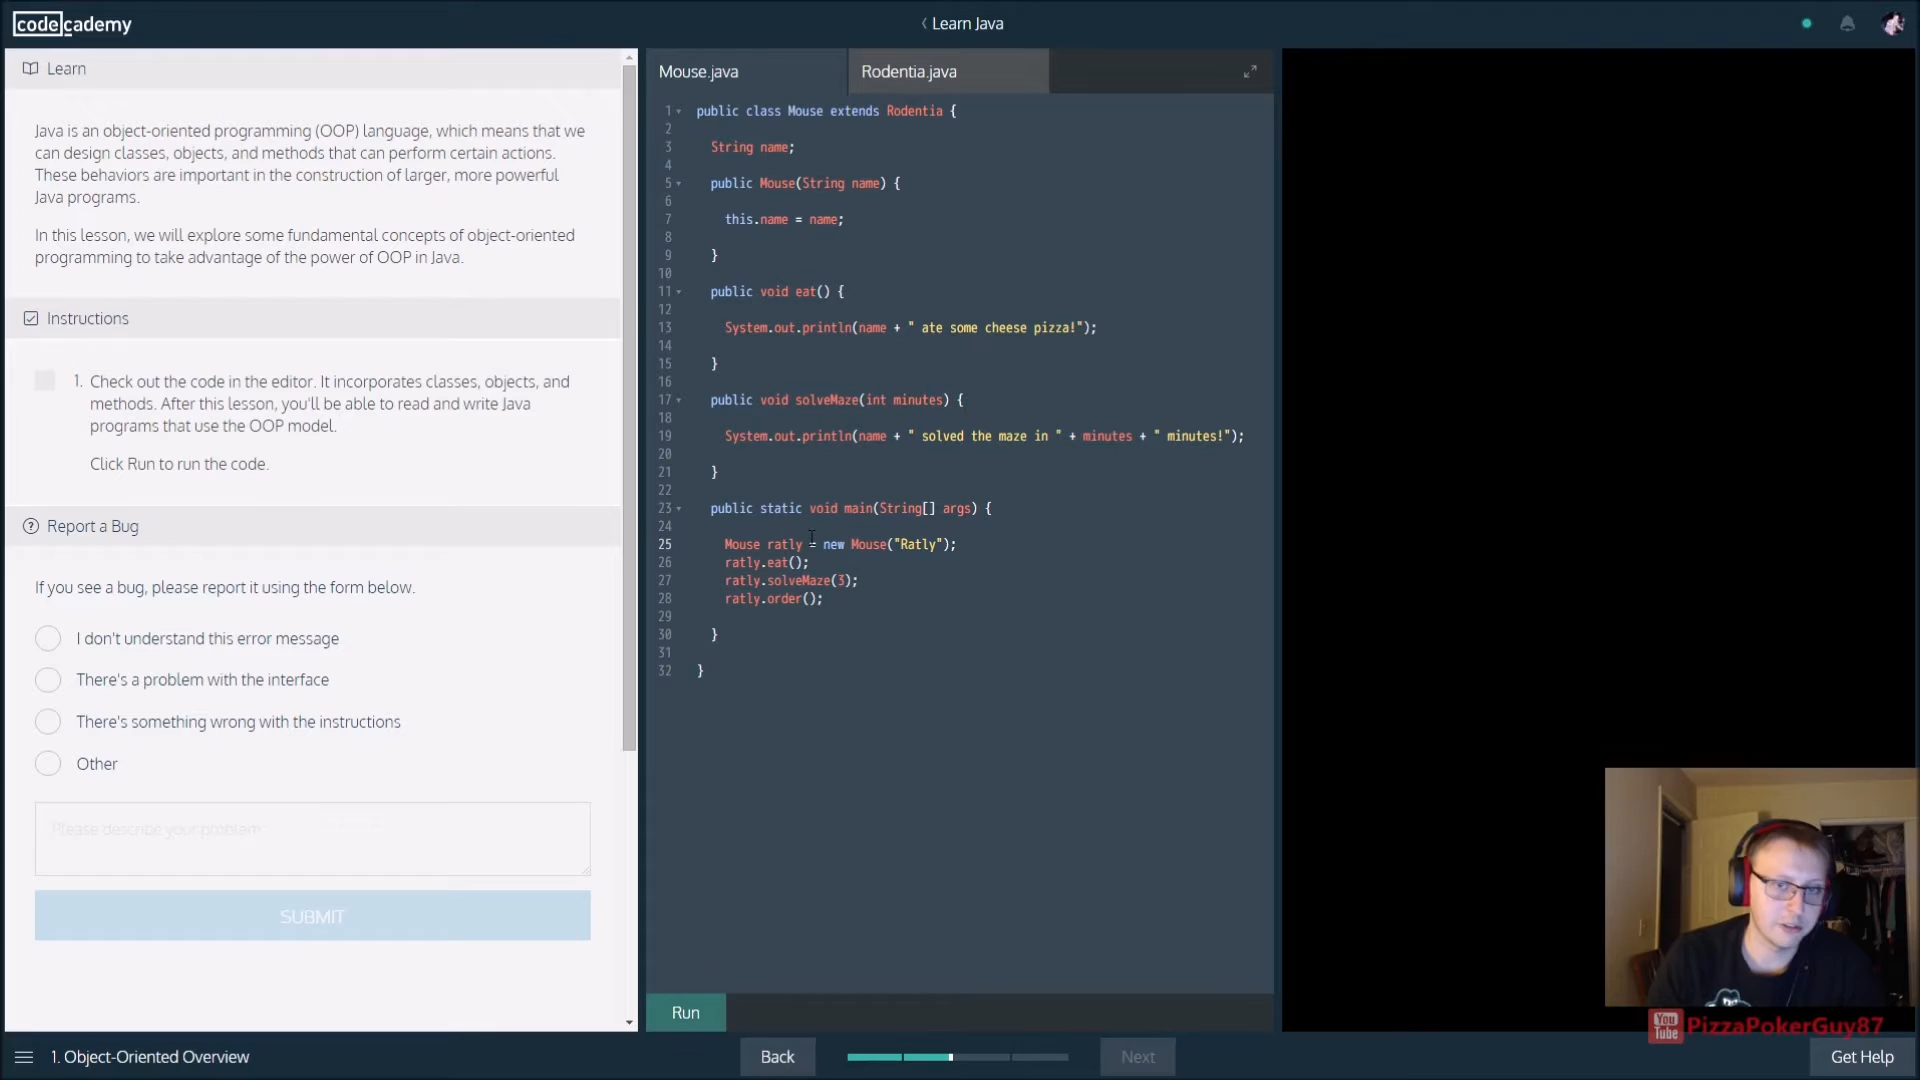 codecademy
Learn Java
Learn
Java is an object-oriented programming (OOP) language, which means that we
can design classes, objects, and methods that can perform certain actions.
These behaviors are important in the construction of larger, more powerful
Java programs.
In this lesson, we will explore some fundamental concepts of object-oriented
programming to take advantage of the power of OOP in Java.
Instructions
1. Check out the code in the editor. It incorporates classes, objects, and
methods. After this lesson, you'll be able to read and write Java
programs that use the OOP model.
Click Run to run the code.
Report a Bug
If you see a bug, please report it using the form below.
I don't understand this error message
There's a problem with the interface
There's something wrong with the instructions
Other
Please describe your problem
SUBMIT
Mouse.java
Rodentia.java
1 public class Mouse extends Rodentia {
2
3 String name;
4
5 public Mouse(String name) {
6
7 this.name = name;
8
9 }
10
11 public void eat() {
12
13 System.out.println(name + " ate some cheese pizza!");
14
15 }
16
17 public void solveMaze(int minutes) {
18
19 System.out.println(name + " solved the maze in " + minutes + " minutes!");
20
21 }
22
23 public static void main(String[] args) {
24
25 Mouse ratly = new Mouse("Ratly");
26 ratly.eat();
27 ratly.solveMaze(3);
28 ratly.order();
29
30 }
31
32 }
Run
You Tube PizzaPokerGuy87
1. Object-Oriented Overview
Back
Next
Get Help